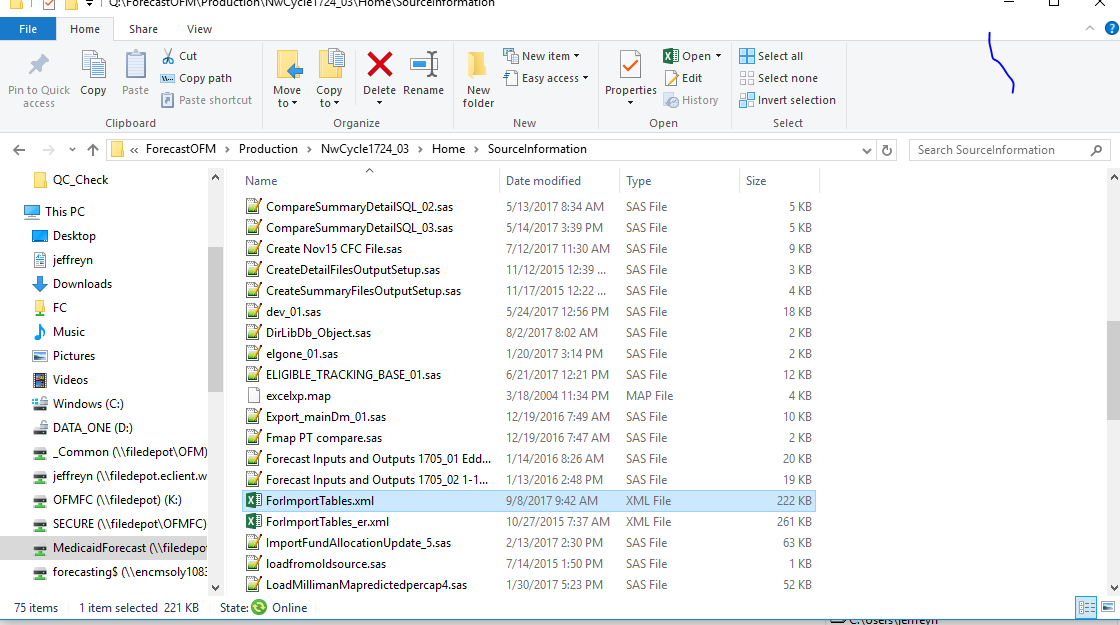 Q:\ForecastOFM\Production\NwCycle1724_03\Home\SourceInformation
File Home Share View
Pin to Quick access
Copy
Paste
Cut
Copy path
Paste shortcut
Clipboard
Move to
Copy to
Delete
Rename
Organize
New folder
New item
Easy access
New
Properties
Open
Edit
History
Open
Select all
Select none
Invert selection
Select
« ForecastOFM > Production > NwCycle1724_03 > Home > SourceInformation
Search SourceInformation
QC_Check
This PC
Desktop
jeffreyn
Downloads
FC
Music
Pictures
Videos
Windows (C:)
DATA_ONE (D:)
_Common (\\filedepot\OFM)
jeffreyn (\\filedepot.eclient.w
OFMFC (\\filedepot) (K:)
SECURE (\\filedepot\OFMFC)
MedicaidForecast (\\filedepot
forecasting$ (\\encmsoly1083
Name Date modified Type Size
CompareSummaryDetailSQL_02.sas 5/13/2017 8:34 AM SAS File 5 KB
CompareSummaryDetailSQL_03.sas 5/14/2017 3:39 PM SAS File 5 KB
Create Nov15 CFC File.sas 7/12/2017 11:30 AM SAS File 9 KB
CreateDetailFilesOutputSetup.sas 11/12/2015 12:39 ... SAS File 3 KB
CreateSummaryFilesOutputSetup.sas 11/17/2015 12:22 ... SAS File 4 KB
dev_01.sas 5/24/2017 12:56 PM SAS File 18 KB
DirLibDb_Object.sas 8/2/2017 8:02 AM SAS File 2 KB
elgone_01.sas 1/20/2017 3:14 PM SAS File 2 KB
ELIGIBLE_TRACKING_BASE_01.sas 6/21/2017 12:21 PM SAS File 12 KB
excelxp.map 3/18/2004 11:34 PM MAP File 4 KB
Export_mainDm_01.sas 12/19/2016 7:49 AM SAS File 10 KB
Fmap PT compare.sas 12/19/2016 7:47 AM SAS File 2 KB
Forecast Inputs and Outputs 1705_01 Edd... 1/14/2016 8:26 AM SAS File 20 KB
Forecast Inputs and Outputs 1705_02 1-1... 1/13/2016 2:48 PM SAS File 19 KB
ForImportTables.xml 9/8/2017 9:42 AM XML File 222 KB
ForImportTables_er.xml 10/27/2015 7:37 AM XML File 261 KB
ImportFundAllocationUpdate_5.sas 2/13/2017 2:30 PM SAS File 63 KB
loadfromoldsource.sas 7/14/2015 1:50 PM SAS File 1 KB
LoadMillimanMapredictedpercap4.sas 1/30/2017 5:23 PM SAS File 52 KB
75 items 1 item selected 221 KB State: Online
C:\Users\jeffreyn